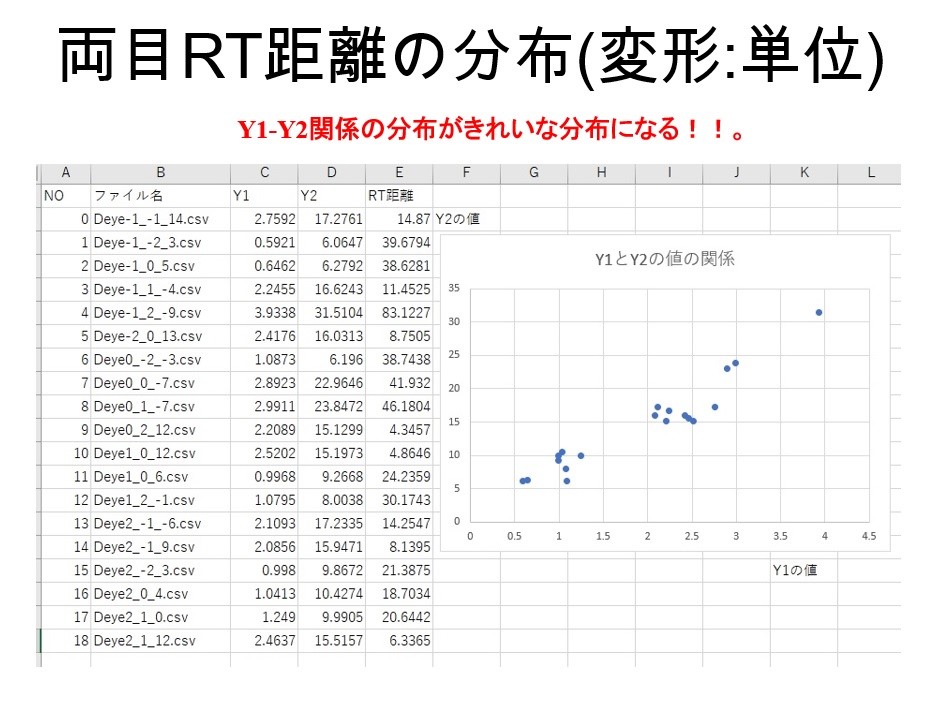 両目RT距離の分布(変形:単位)
Y1-Y2関係の分布がきれいな分布になる！！。
A B C D E F G H I J K L
NO ファイル名 Y1 Y2 RT距離
0 Deye-1_-1_14.csv 2.7592 17.2761 14.87 Y2の値
1 Deye-1_-2_3.csv 0.5921 6.0647 39.6794
2 Deye-1_0_5.csv 0.6462 6.2792 38.6281
3 Deye-1_1_-4.csv 2.2455 16.6243 11.4525
4 Deye-1_2_-9.csv 3.9338 31.5104 83.1227
5 Deye-2_0_13.csv 2.4176 16.0313 8.7505
6 Deye0_-2_-3.csv 1.0873 6.196 38.7438
7 Deye0_0_-7.csv 2.8923 22.9646 41.932
8 Deye0_1_-7.csv 2.9911 23.8472 46.1804
9 Deye0_2_12.csv 2.2089 15.1299 4.3457
10 Deye1_0_12.csv 2.5202 15.1973 4.8646
11 Deye1_0_6.csv 0.9968 9.2668 24.2359
12 Deye1_2_-1.csv 1.0795 8.0038 30.1743
13 Deye2_-1_-6.csv 2.1093 17.2335 14.2547
14 Deye2_-1_9.csv 2.0856 15.9471 8.1395
15 Deye2_-2_3.csv 0.998 9.8672 21.3875
16 Deye2_0_4.csv 1.0413 10.4274 18.7034
17 Deye2_1_0.csv 1.249 9.9905 20.6442
18 Deye2_1_12.csv 2.4637 15.5157 6.3365
Y1とY2の値の関係
35
30
25
20
15
10
5
0
0 0.5 1 1.5 2 2.5 3 3.5 4 4.5
Y1の値